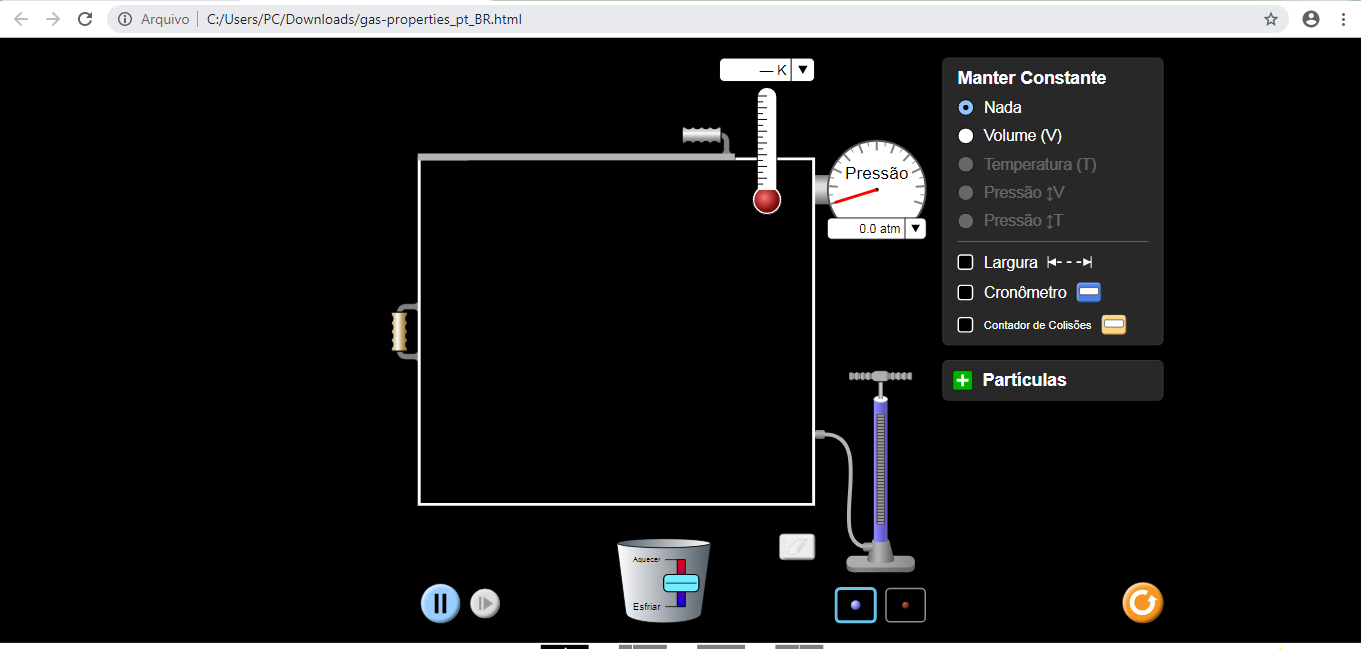 Arquivo
C:/Users/PC/Downloads/gas-properties_pt_BR.html
— K
Pressão
0.0 atm
Manter Constante
Nada
Volume (V)
Temperatura (T)
Pressão ↕V
Pressão ↕T
Largura
Cronômetro
Contador de Colisões
Partículas
Aquecer
Esfriar